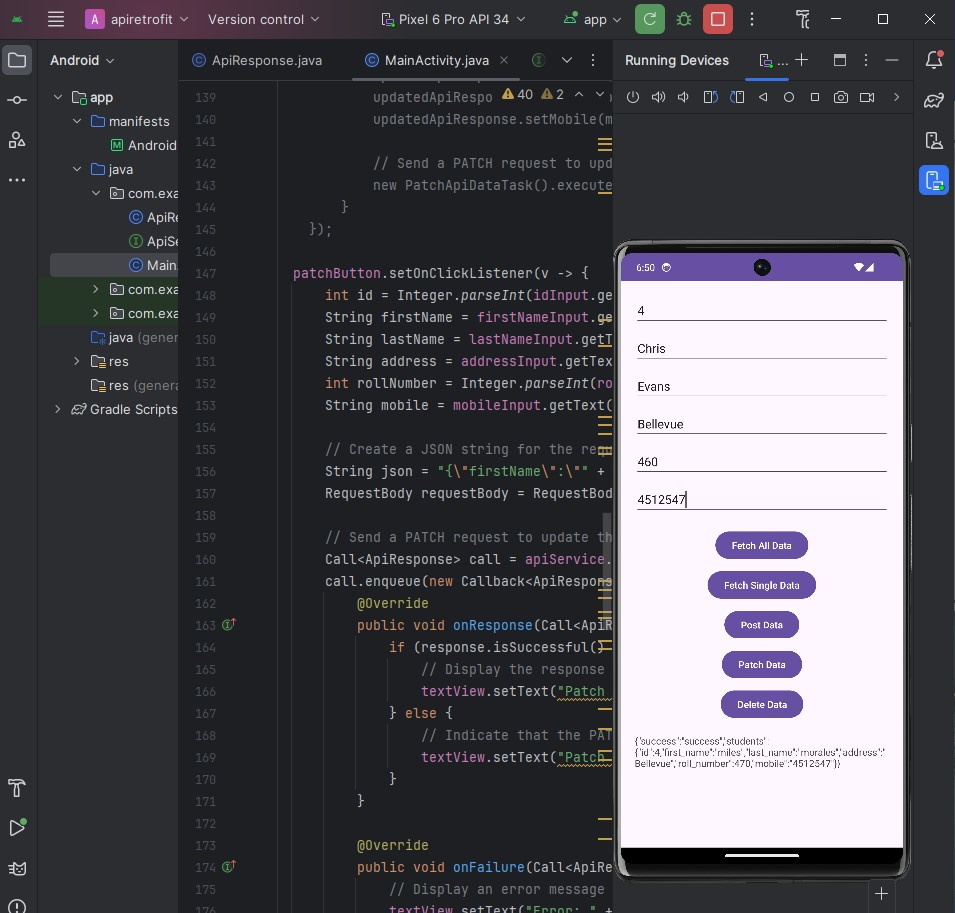 A apiretrofit Version control Pixel 6 Pro API 34 app
Android
ApiResponse.java MainActivity.java
Running Devices ...
app
manifests
Android
java
com.exa
ApiRe
ApiSe
Main
com.exa
com.exa
java (gener
res
res (genera
Gradle Scripts
40 2
139 updatedApiRespo
140 updatedApiResponse.setMobile(m
141
142 // Send a PATCH request to upd
143 new PatchApiDataTask().execute
144 }
145 });
146
147 patchButton.setOnClickListener(v -> {
148 int id = Integer.parseInt(idInput.ge
149 String firstName = firstNameInput.ge
150 String lastName = lastNameInput.getT
151 String address = addressInput.getTex
152 int rollNumber = Integer.parseInt(ro
153 String mobile = mobileInput.getText(
154
155 // Create a JSON string for the req
156 String json = "{\"firstName\":\"" +
157 RequestBody requestBody = RequestBod
158
159 // Send a PATCH request to update th
160 Call<ApiResponse> call = apiService.
161 call.enqueue(new Callback<ApiRespons
162 @Override
163 public void onResponse(Call<ApiR
164 if (response.isSuccessful()
165 // Display the response
166 textView.setText("Patch
167 } else {
168 // Indicate that the PAT
169 textView.setText("Patch
170 }
171 }
172
173 @Override
174 public void onFailure(Call<ApiRe
175 // Display an error message
176 textView.setText("Error: " +
6:50
4
Chris
Evans
Bellevue
460
4512547
Fetch All Data
Fetch Single Data
Post Data
Patch Data
Delete Data
{"success":"success","students":
{"id":4,"first_name":"miles","last_name":"morales","address":"
Bellevue","roll_number":470,"mobile":"4512547"}}